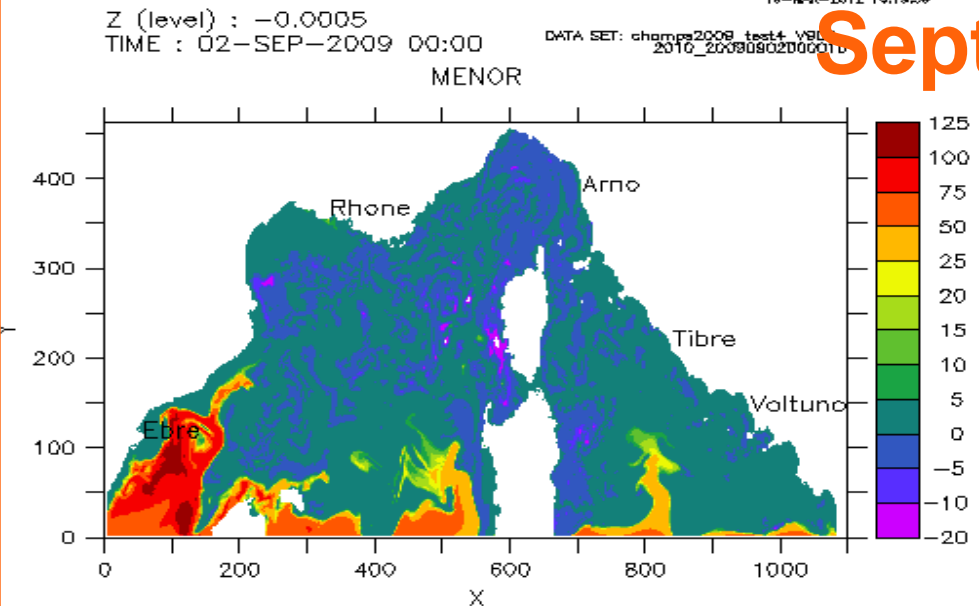 Z (level) : -0.0005
TIME : 02-SEP-2009 00:00
DATA SET: champs2009_test4_V9
Sept
MENOR
125
100
75
50
25
20
15
10
5
0
-5
-10
-20
400
300
200
100
0
Rhone
Arno
Tibre
Voltuno
Ebre
Y
0 200 400 600 800 1000
X